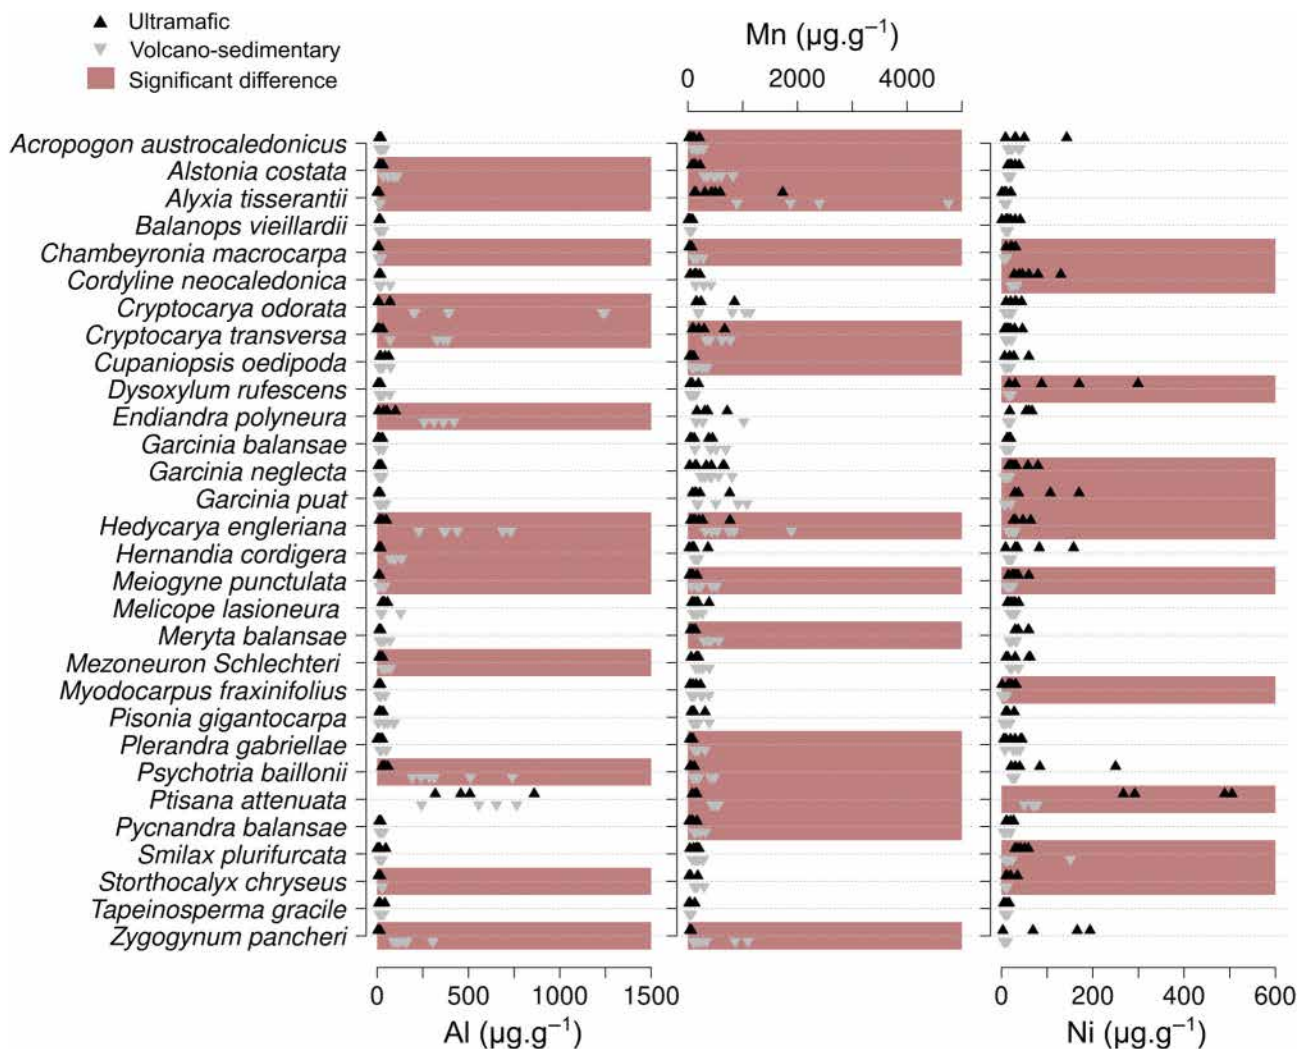 Ultramafic
Volcano-sedimentary
Significant difference
Mn (µg.g⁻¹)
0 2000 4000
Acropogon austrocaledonicus
Alstonia costata
Alyxia tisserantii
Balanops vieillardii
Chambeyronia macrocarpa
Cordyline neocaledonica
Cryptocarya odorata
Cryptocarya transversa
Cupaniopsis oedipoda
Dysoxylum rufescens
Endiandra polyneura
Garcinia balansae
Garcinia neglecta
Garcinia puat
Hedycarya engleriana
Hernandia cordigera
Meiogyne punctulata
Melicope lasioneura
Meryta balansae
Mezoneuron Schlechteri
Myodocarpus fraxinifolius
Pisonia gigantocarpa
Plerandra gabriellae
Psychotria baillonii
Ptisana attenuata
Pycnandra balansae
Smilax plurifurcata
Storthocalyx chryseus
Tapeinosperma gracile
Zygogynum pancheri
0 500 1000 1500
Al (µg.g⁻¹)
0 200 400 600
Ni (µg.g⁻¹)